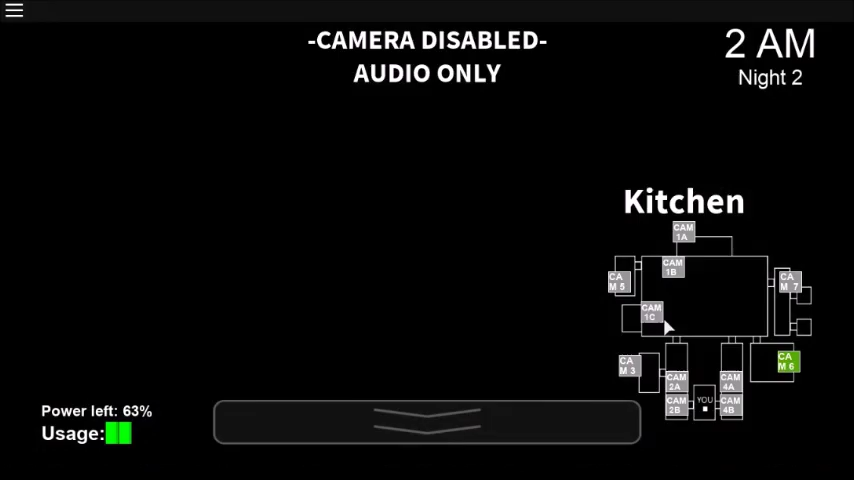 -CAMERA DISABLED-
AUDIO ONLY
2 AM
Night 2
Kitchen
CAM
1A
CAM
1B
CA
M 5
CA
M 7
CAM
1C
CA
M 3
CA
M 6
CAM
2A
CAM
4A
CAM
2B
YOU
CAM
4B
Power left: 63%
Usage: